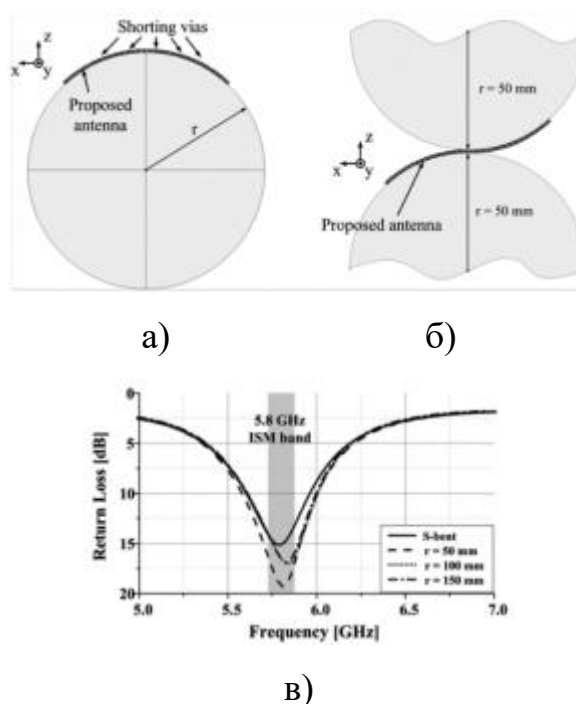 Shorting vias
z
x
y
Proposed
antenna
r
а)
r = 50 mm
z
x
y
Proposed antenna
r = 50 mm
б)
0
5
10
15
20
Return Loss [dB]
5.8 GHz
ISM band
S-bent
r = 50 mm
r = 100 mm
r = 150 mm
5.0
5.5
6.0
6.5
7.0
Frequency [GHz]
в)